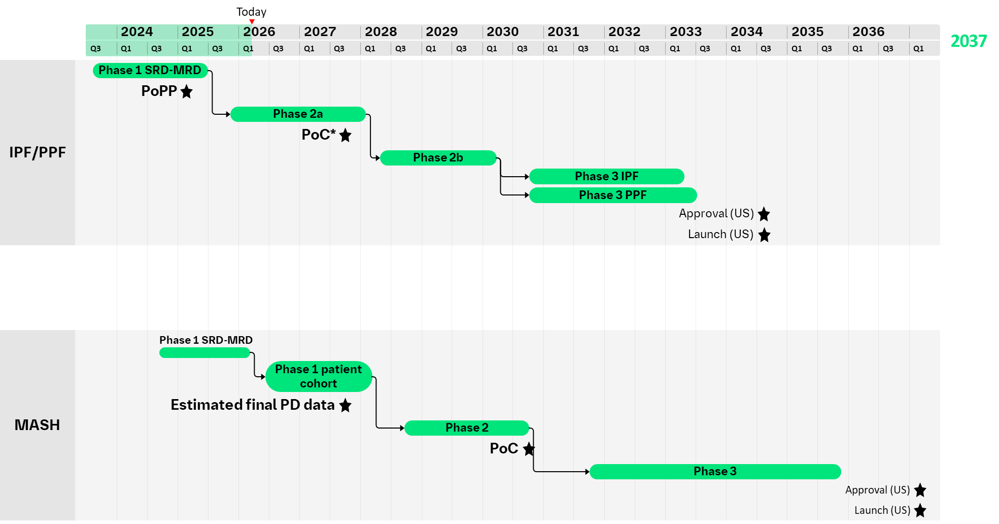 Today
2024 2025 2026 2027 2028 2029 2030 2031 2032 2033 2034 2035 2036
2037
Q3 Q1 Q3 Q1 Q3 Q1 Q3 Q1 Q3 Q1 Q3 Q1 Q3 Q1 Q3 Q1 Q3 Q1 Q3 Q1 Q3 Q1 Q3 Q1 Q3 Q1 Q3 Q1
IPF/PPF
Phase 1 SRD-MRD
PoPP
Phase 2a
PoC*
Phase 2b
Phase 3 IPF
Phase 3 PPF
Approval (US)
Launch (US)
MASH
Phase 1 SRD-MRD
Phase 1 patient
cohort
Estimated final PD data
Phase 2
PoC
Phase 3
Approval (US)
Launch (US)